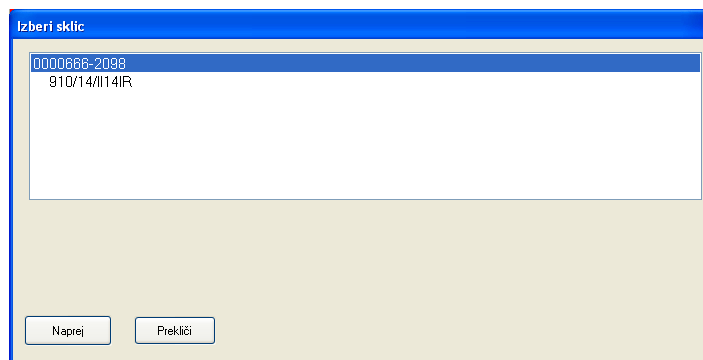 Izberi sklic
0000666-2098
910/14/II14IR
Naprej
Prekliči